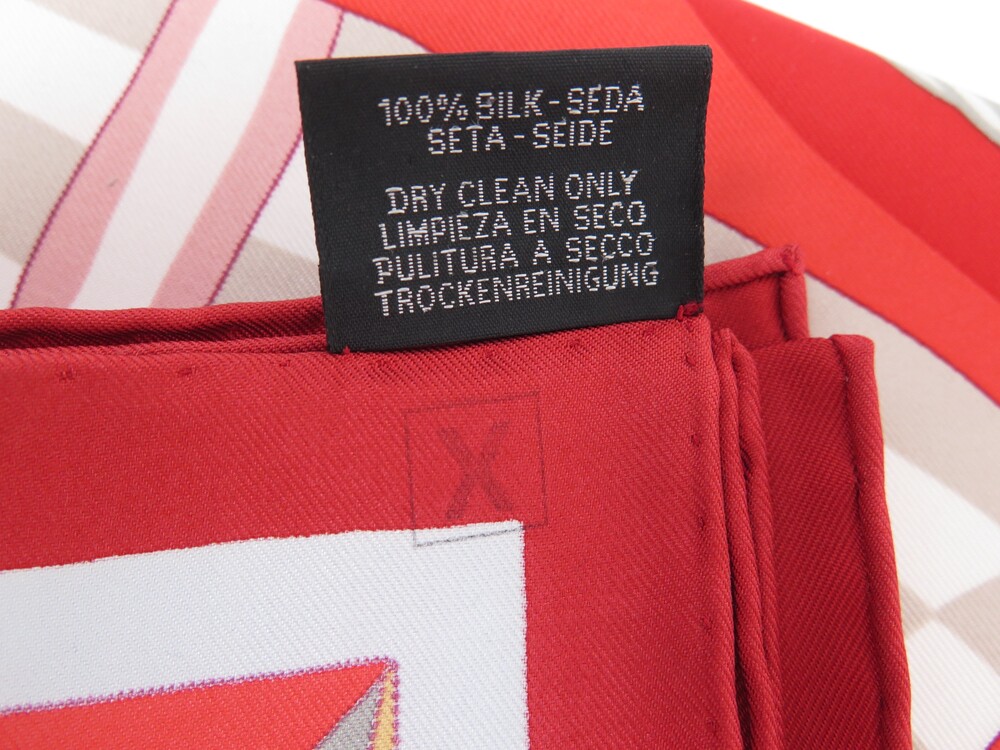 100% SILK-SEDA
SETA-SEIDE
DRY CLEAN ONLY
LIMPIEZA EN SECO
PULITURA A SECCO
TROCKENREINIGUNG
X